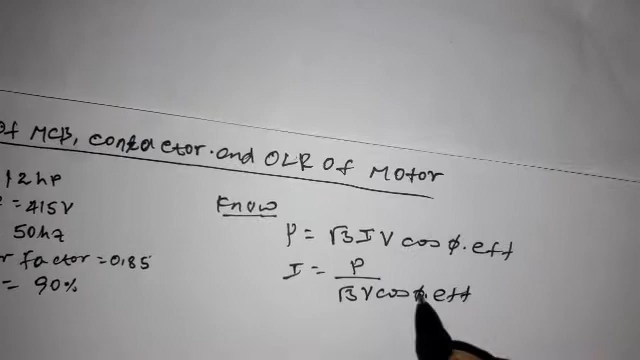 Of MCB, contactor. and OLR Of Motor
12hp
= 415V
50hz
r factor = 0.85
= 90%
Know
P = √3 I V cos ϕ. eff
I = P / √3 V cos ϕ. eff